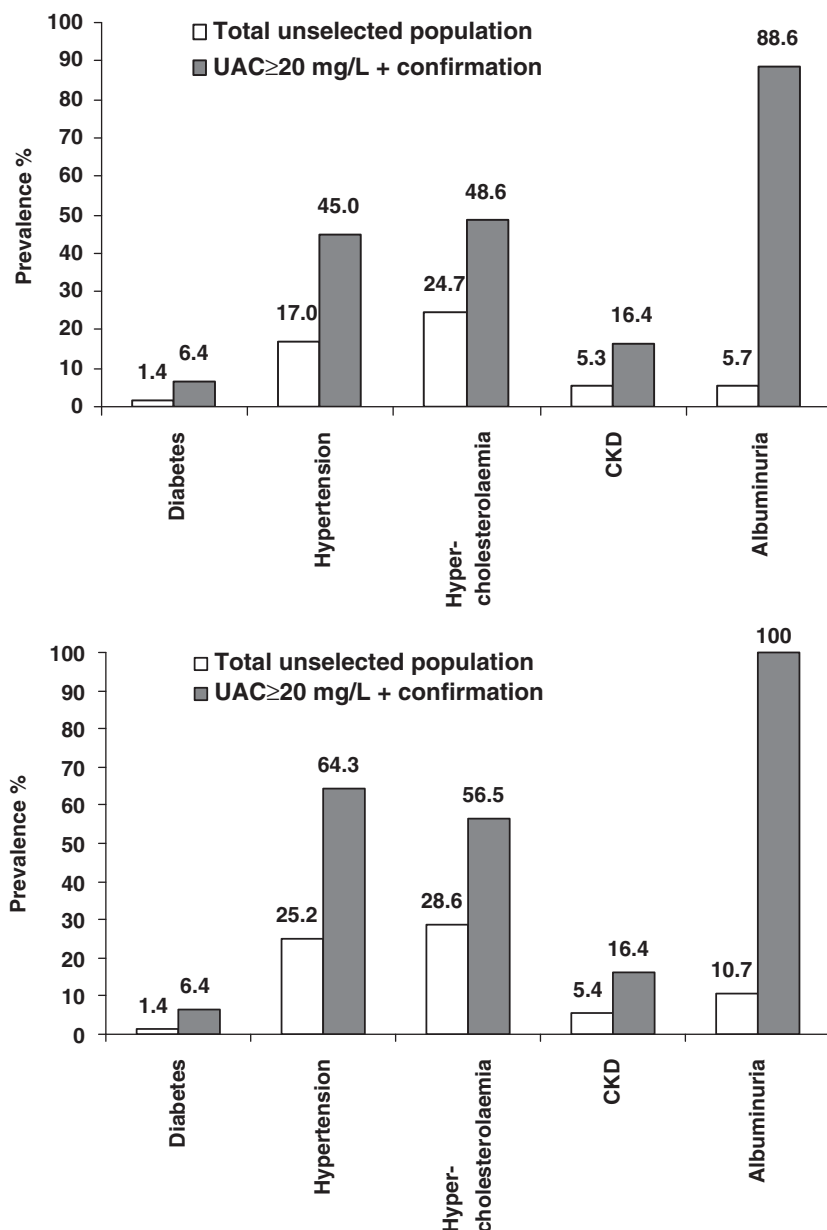 Prevalence %
100
90
80
70
60
50
40
30
20
10
0
Total unselected population
UAC≥20 mg/L + confirmation
1.4
6.4
17.0
45.0
24.7
48.6
5.3
16.4
5.7
88.6
Diabetes
Hypertension
Hyper-
cholesterolaemia
CKD
Albuminuria
Prevalence %
100
90
80
70
60
50
40
30
20
10
0
Total unselected population
UAC≥20 mg/L + confirmation
1.4
6.4
25.2
64.3
28.6
56.5
5.4
16.4
10.7
100
Diabetes
Hypertension
Hyper-
cholesterolaemia
CKD
Albuminuria